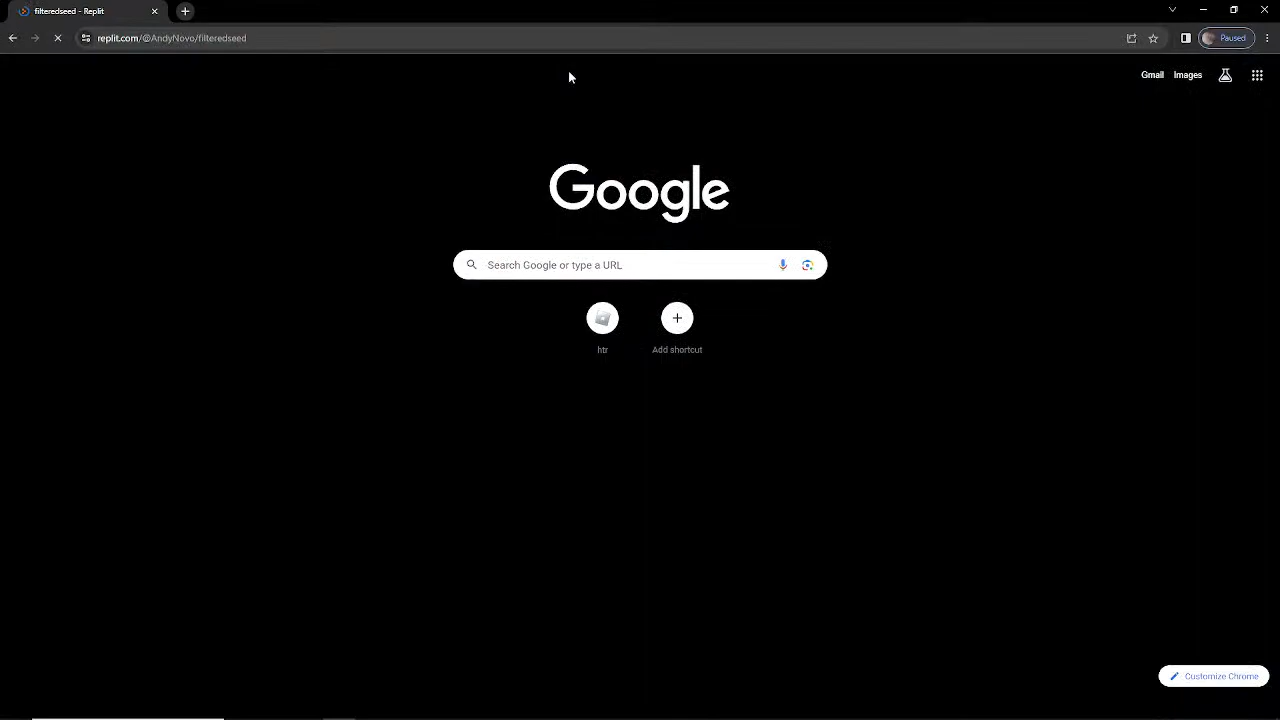 filteredseed - Replit
replit.com/@AndyNovo/filteredseed
Paused
Gmail Images
Google
Search Google or type a URL
htr Add shortcut
Customize Chrome